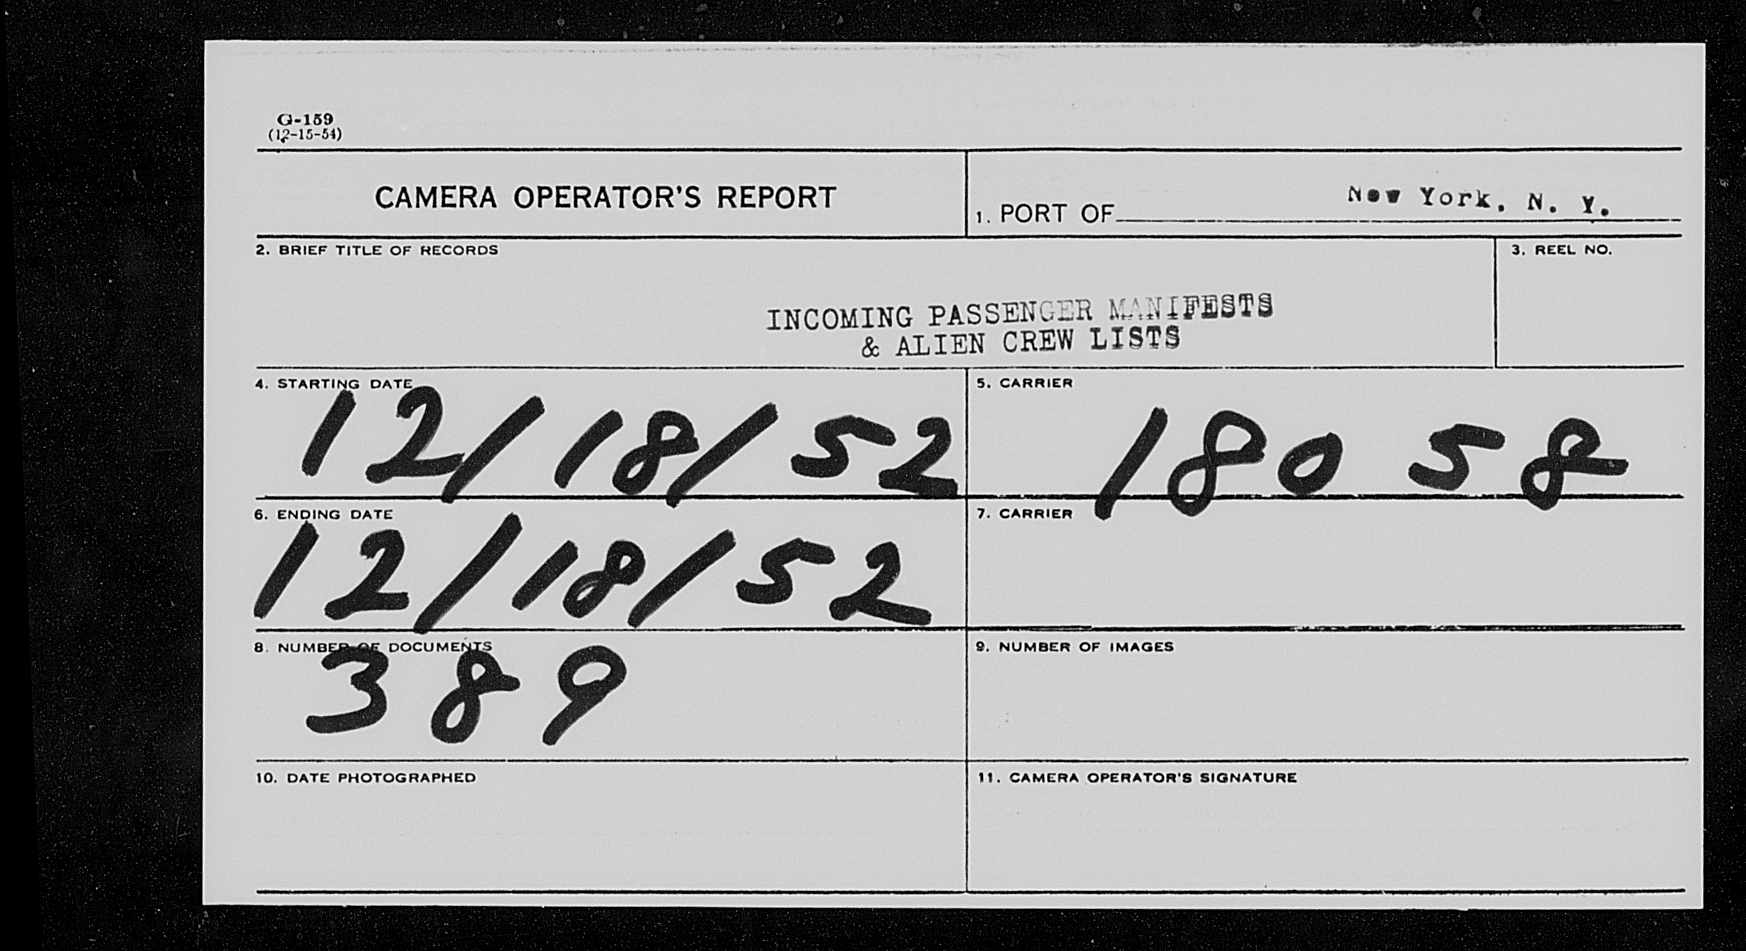 G-159
(12-15-54)
CAMERA OPERATOR'S REPORT
1. PORT OF New York, N. Y.
2. BRIEF TITLE OF RECORDS
3. REEL NO.
INCOMING PASSENGER MANIFESTS
& ALIEN CREW LISTS
4. STARTING DATE
12/18/52
5. CARRIER
180 58
6. ENDING DATE
12/18/52
7. CARRIER
8. NUMBER OF DOCUMENTS
389
9. NUMBER OF IMAGES
10. DATE PHOTOGRAPHED
11. CAMERA OPERATOR'S SIGNATURE